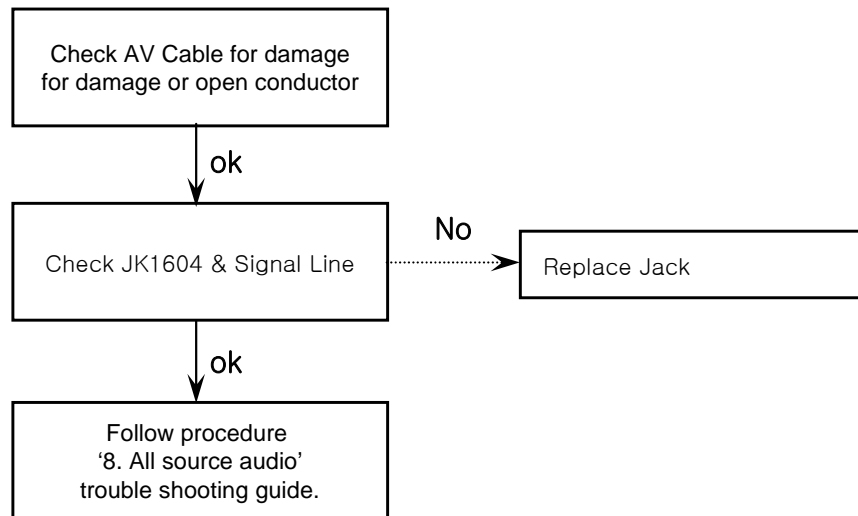 Check AV Cable for damage
for damage or open conductor
ok
Check JK1604 & Signal Line
No
Replace Jack
ok
Follow procedure
‘8. All source audio’
trouble shooting guide.